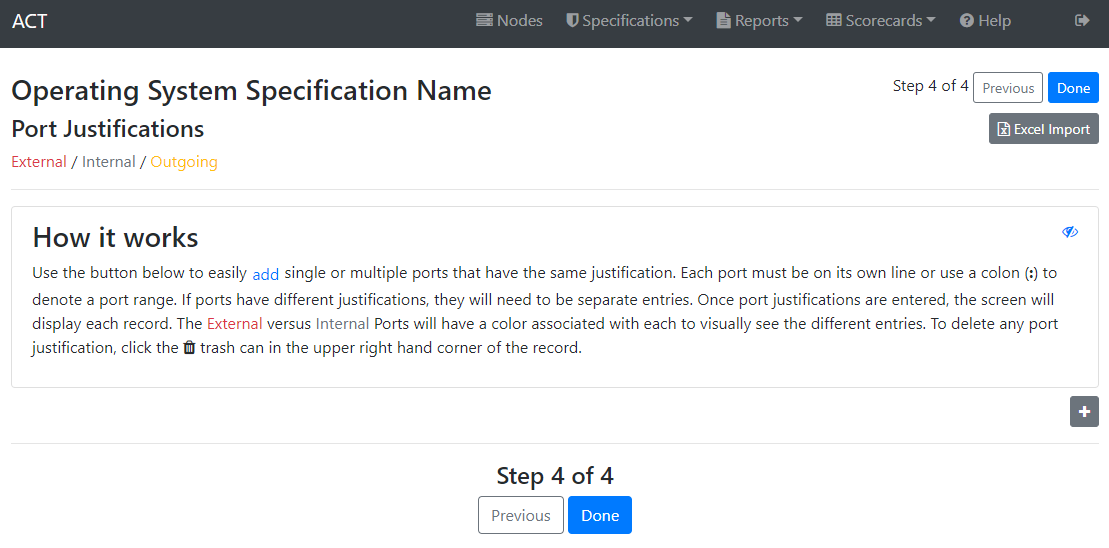 ACT Nodes Specifications Reports Scorecards Help
Operating System Specification Name
Step 4 of 4 Previous Done
Port Justifications
Excel Import
External / Internal / Outgoing
How it works
Use the button below to easily add single or multiple ports that have the same justification. Each port must be on its own line or use a colon (:) to
denote a port range. If ports have different justifications, they will need to be separate entries. Once port justifications are entered, the screen will
display each record. The External versus Internal Ports will have a color associated with each to visually see the different entries. To delete any port
justification, click the trash can in the upper right hand corner of the record.
Step 4 of 4
Previous Done